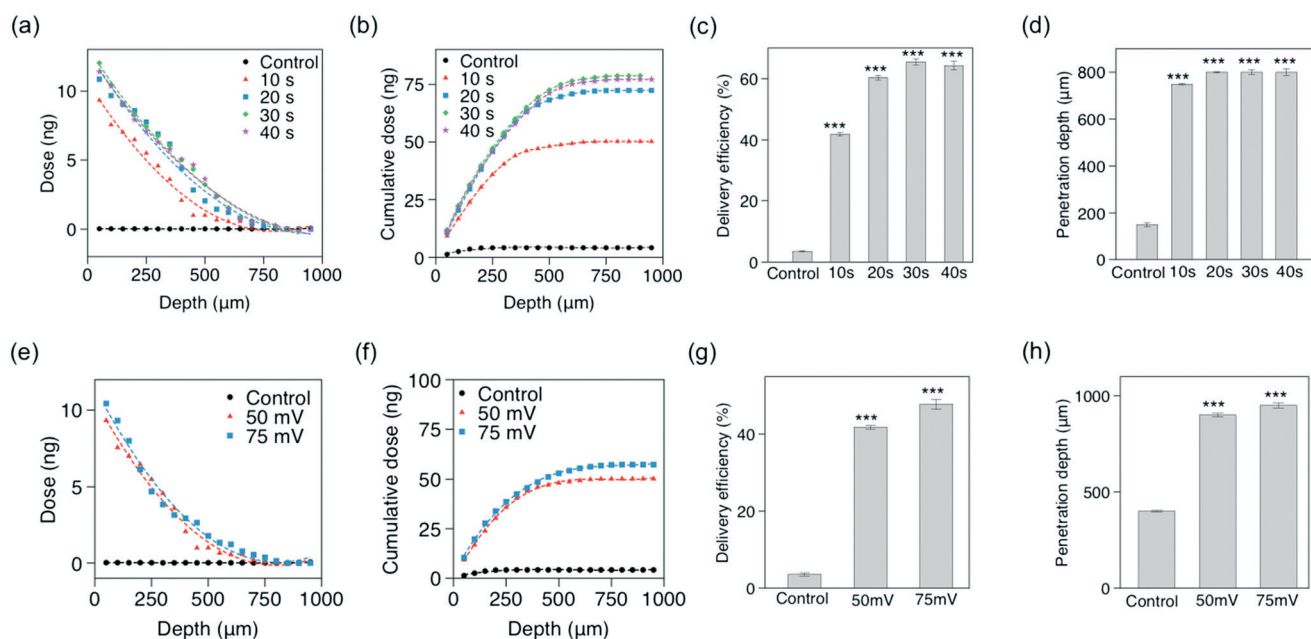 (a)
Dose (ng)
10
5
0
Control
10 s
20 s
30 s
40 s
0 250 500 750 1000
Depth (µm)
(b)
Cumulative dose (ng)
75
50
25
0
Control
10 s
20 s
30 s
40 s
0 250 500 750 1000
Depth (µm)
(c)
Delivery efficiency (%)
60
40
20
0
*** *** *** ***
Control 10s 20s 30s 40s
(d)
Penetration depth (µm)
800
600
400
200
0
*** *** *** ***
Control 10s 20s 30s 40s
(e)
Dose (ng)
10
5
0
Control
50 mV
75 mV
0 250 500 750 1000
Depth (µm)
(f)
Cumulative dose (ng)
100
75
50
25
0
Control
50 mV
75 mV
0 250 500 750 1000
Depth (µm)
(g)
Delivery efficiency (%)
40
20
0
*** ***
Control 50mV 75mV
(h)
Penetration depth (µm)
1000
500
0
*** ***
Control 50mV 75mV